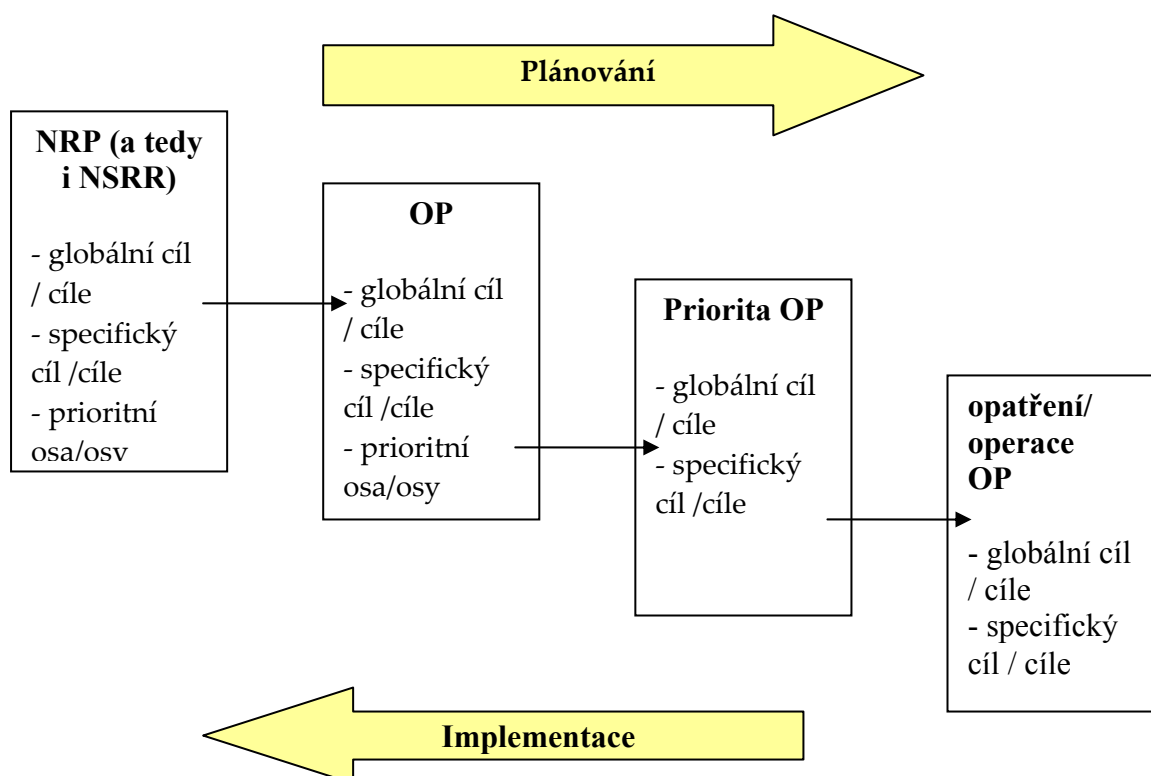 Plánování
NRP (a tedy
i NSRR)
- globální cíl
/ cíle
- specifický
cíl /cíle
- prioritní
osa/osv
OP
- globální cíl
/ cíle
- specifický
cíl /cíle
- prioritní
osa/osy
Priorita OP
- globální cíl
/ cíle
- specifický
cíl /cíle
opatření/
operace
OP
- globální cíl
/ cíle
- specifický
cíl / cíle
Implementace